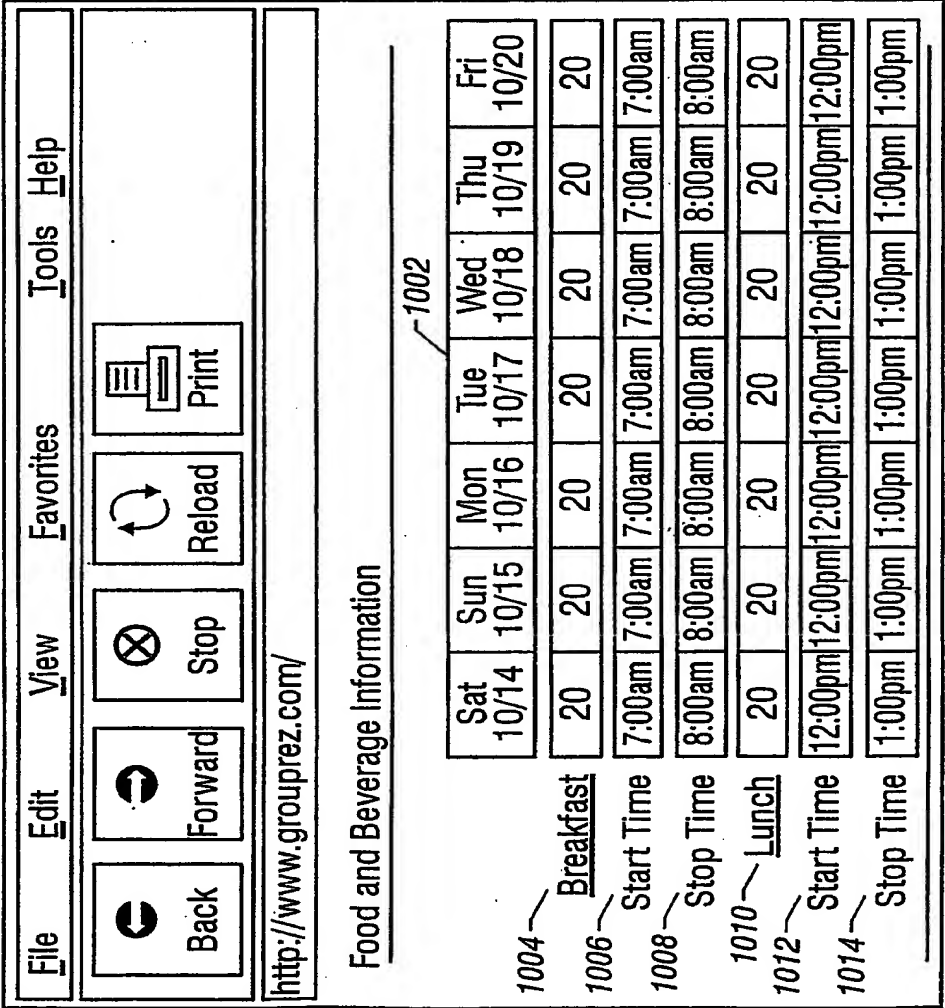 File Edit View Favorites Tools Help
Back Forward Stop Reload Print
http://www.grouprez.com/
Food and Beverage Information
1002
Sat Sun Mon Tue Wed Thu Fri
10/14 10/15 10/16 10/17 10/18 10/19 10/20
1004 Breakfast 20 20 20 20 20 20 20
1006 Start Time 7:00am 7:00am 7:00am 7:00am 7:00am 7:00am 7:00am
1008 Stop Time 8:00am 8:00am 8:00am 8:00am 8:00am 8:00am 8:00am
1010 Lunch 20 20 20 20 20 20 20
1012 Start Time 12:00pm 12:00pm 12:00pm 12:00pm 12:00pm 12:00pm 12:00pm
1014 Stop Time 1:00pm 1:00pm 1:00pm 1:00pm 1:00pm 1:00pm 1:00pm